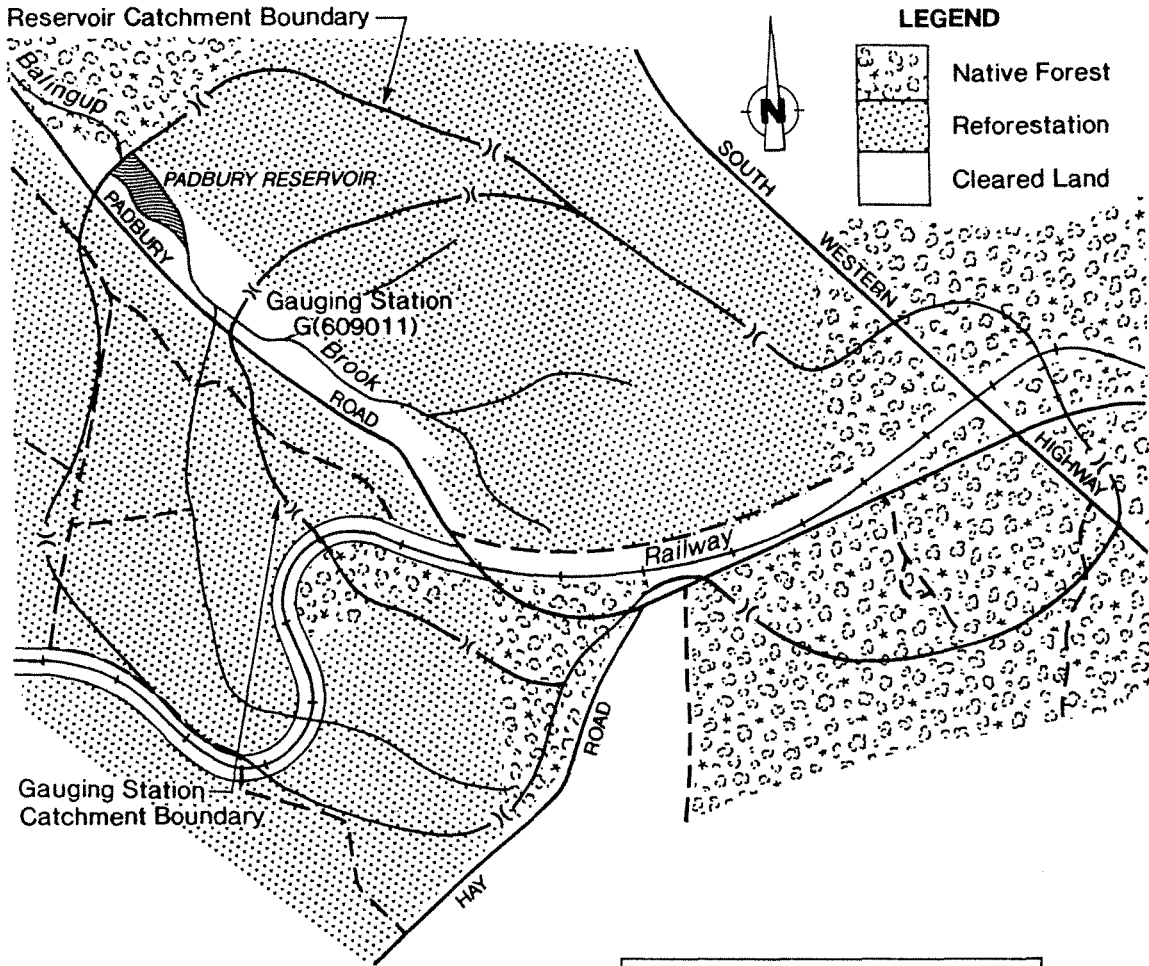 Reservoir Catchment Boundary
LEGEND
Native Forest
Reforestation
Cleared Land
N
Balingup
PADBURY RESERVOIR
PADBURY
SOUTH
WESTERN
HIGHWAY
Gauging Station
G(609011)
Brook
ROAD
Railway
ROAD
HAY
Gauging Station
Catchment Boundary